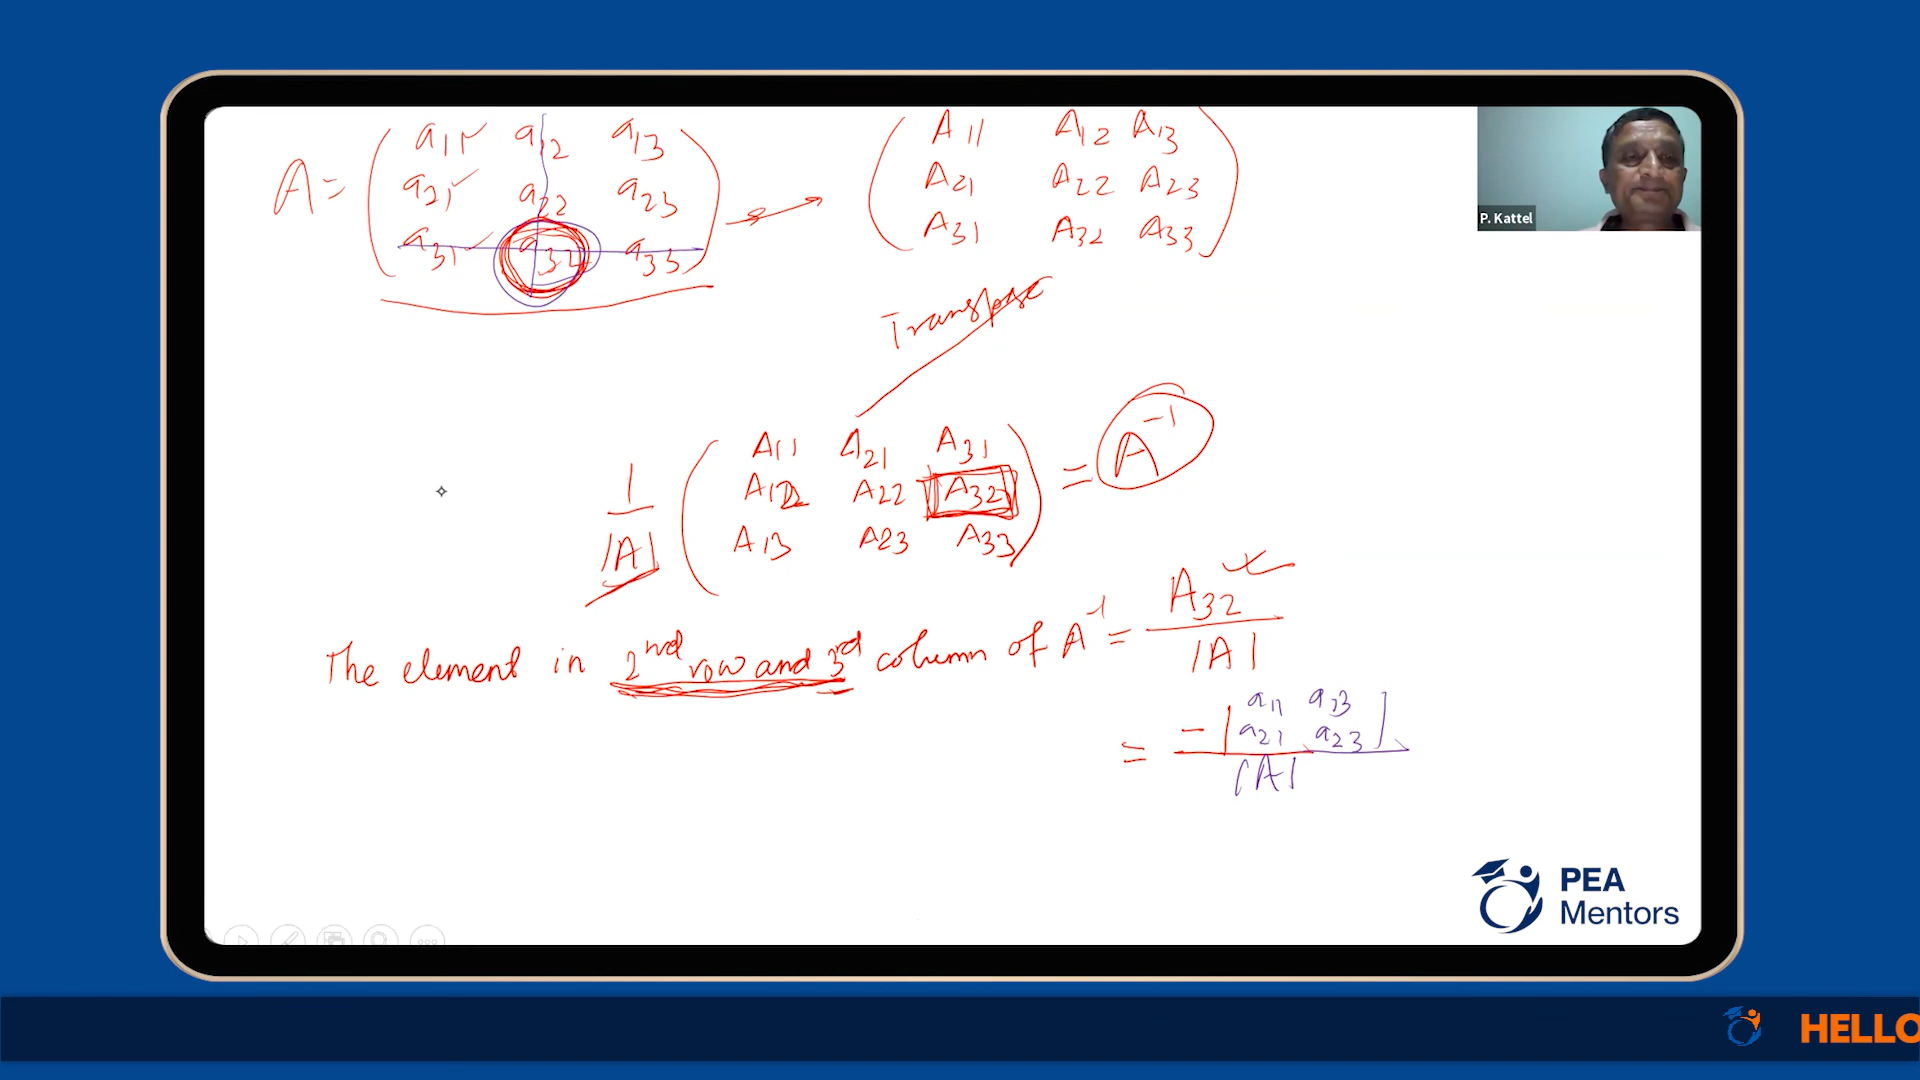 A = ( a11 a12 a13
a21 a22 a23
a31 a32 a33 ) → ( A11 A12 A13
A21 A22 A23
A31 A32 A33 )
P. Kattel
Transpose
1/|A| ( A11 A21 A31
A12 A22 A32
A13 A23 A33 ) = A⁻¹
The element in 2nd row and 3rd column of A⁻¹ = A32 / |A|
= - | a11 a13
a21 a23 | / |A|
PEA
Mentors
HELLO